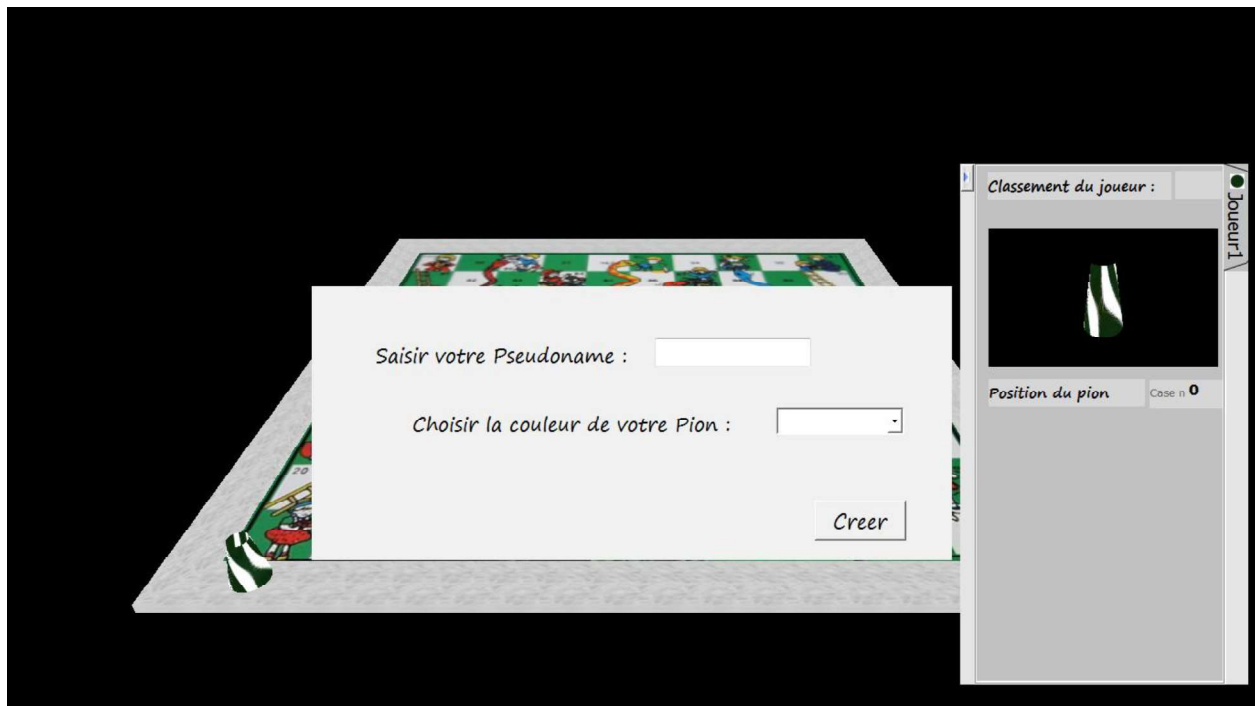 Classement du joueur :
Joueur1
Saisir votre Pseudoname :
Position du pion
Case n 0
Choisir la couleur de votre Pion :
20
Creer